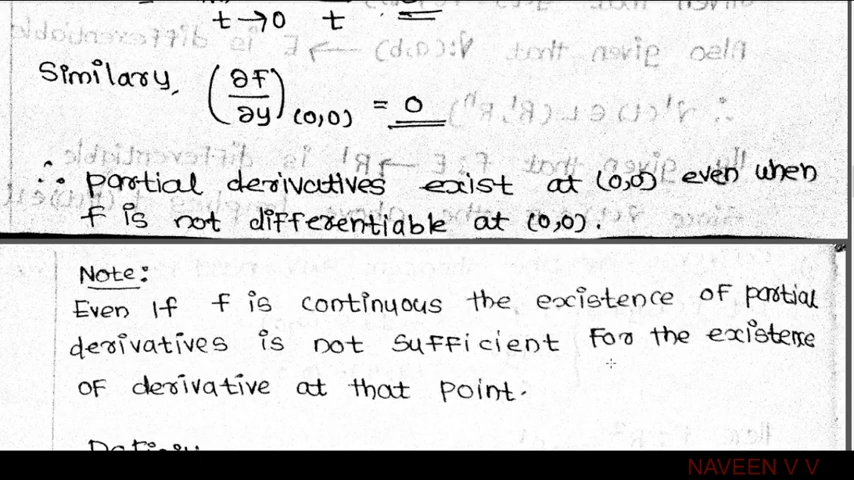 t→0 t
Similary, (∂f/∂y)(0,0) = 0
∴ partial derivatives exist at (0,0) even when
f is not differentiable at (0,0).
Note:
Even If f is continuous the existence of partial
derivatives is not sufficient for the existence
of derivative at that point.
NAVEEN V V